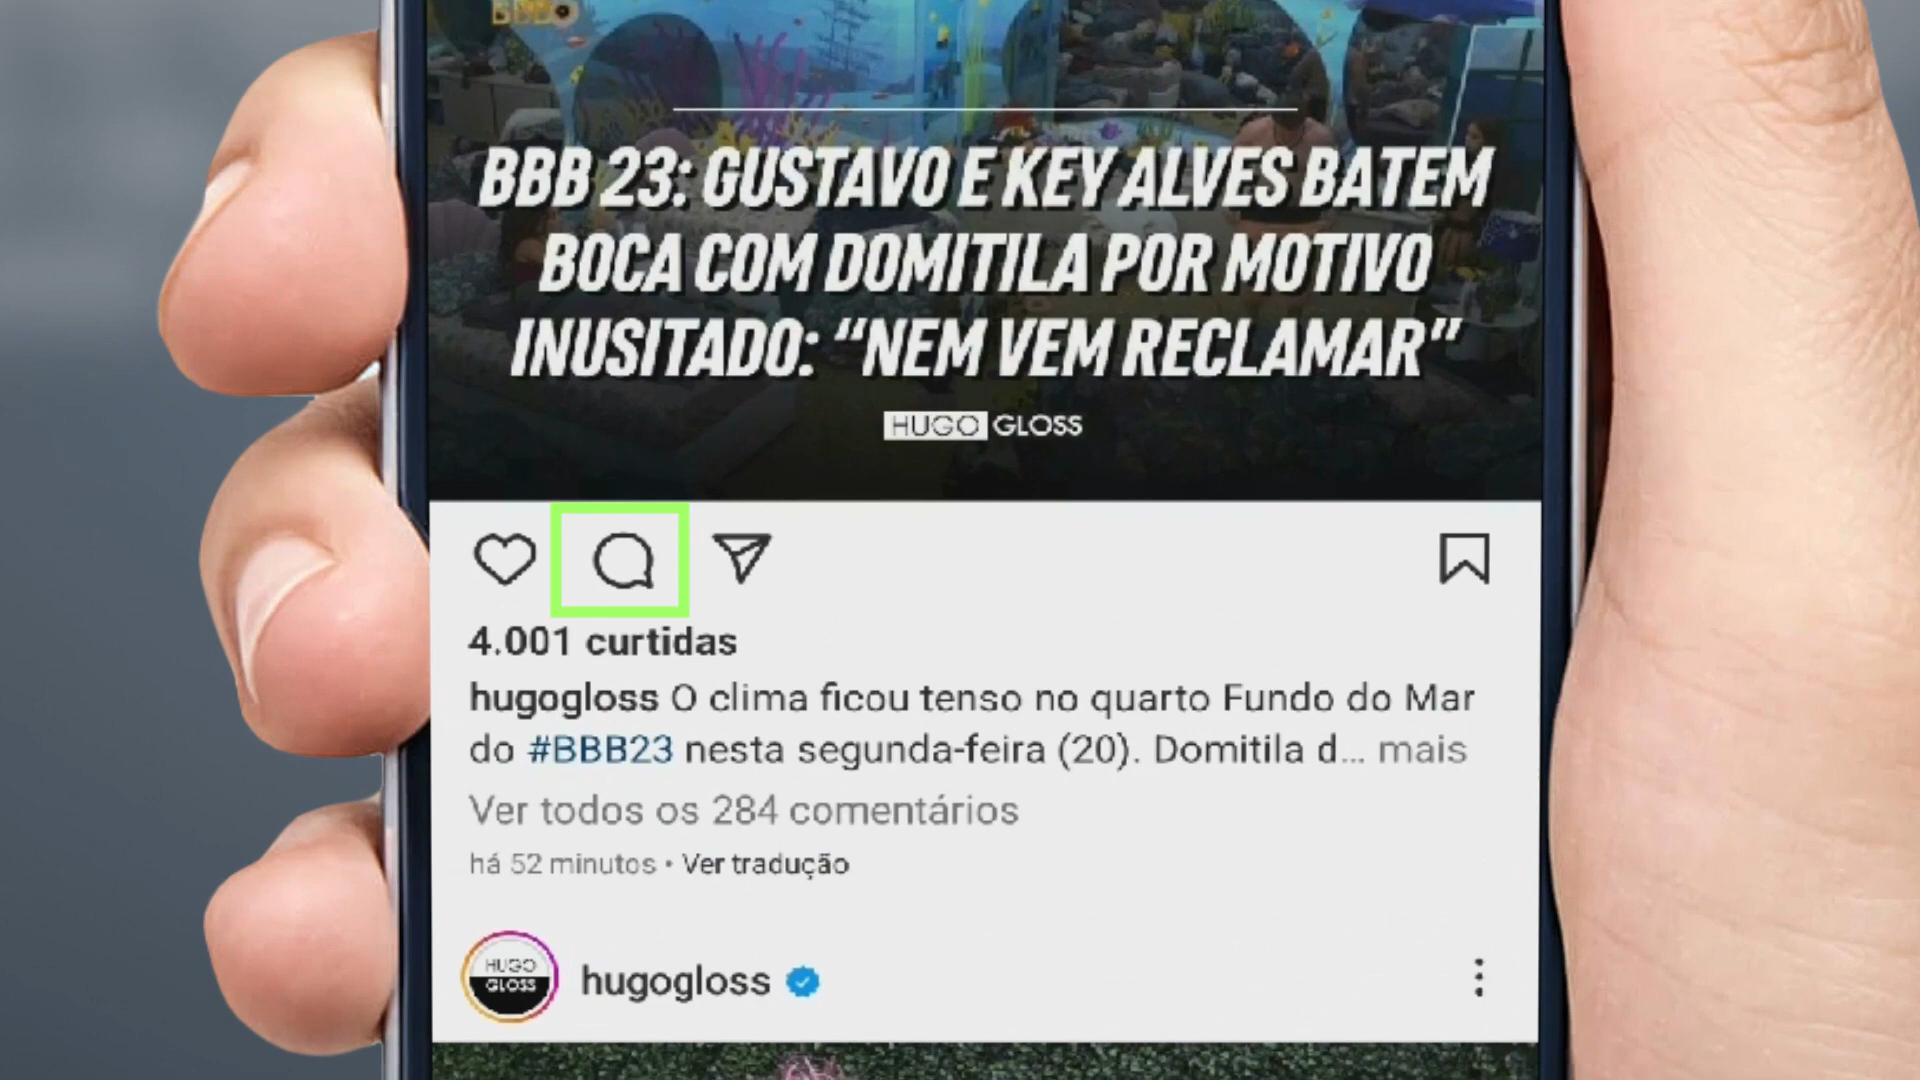 BBB 23: GUSTAVO E KEY ALVES BATEM
BOCA COM DOMITILA POR MOTIVO
INUSITADO: “NEM VEM RECLAMAR”
HUGO GLOSS
4.001 curtidas
hugogloss O clima ficou tenso no quarto Fundo do Mar
do #BBB23 nesta segunda-feira (20). Domitila d... mais
Ver todos os 284 comentários
há 52 minutos • Ver tradução
HUGO
GLOSS
hugogloss